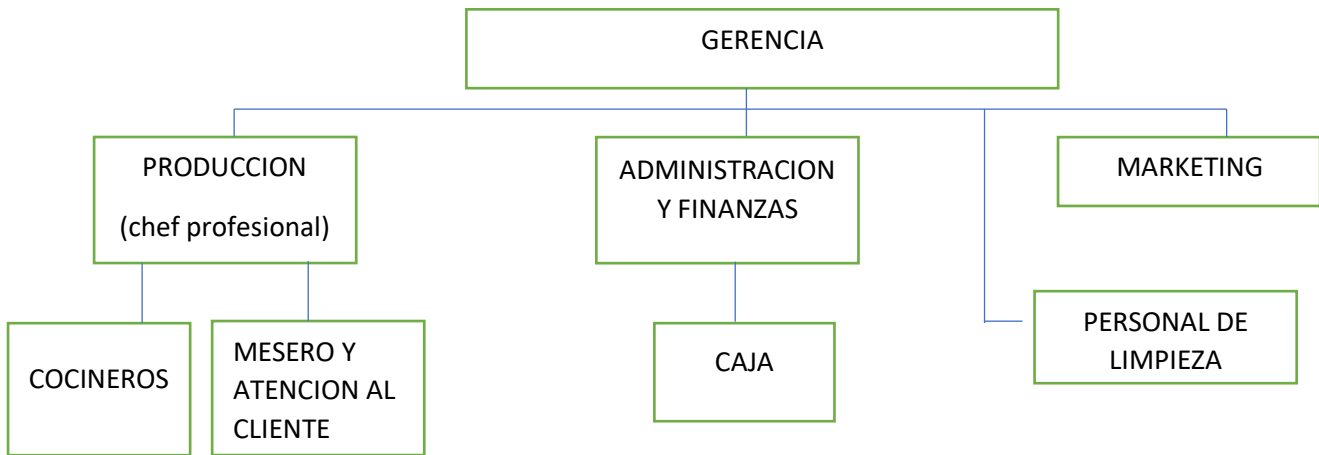 GERENCIA
PRODUCCION
(chef profesional)
ADMINISTRACION
Y FINANZAS
MARKETING
COCINEROS
MESERO Y
ATENCION AL
CLIENTE
CAJA
PERSONAL DE
LIMPIEZA